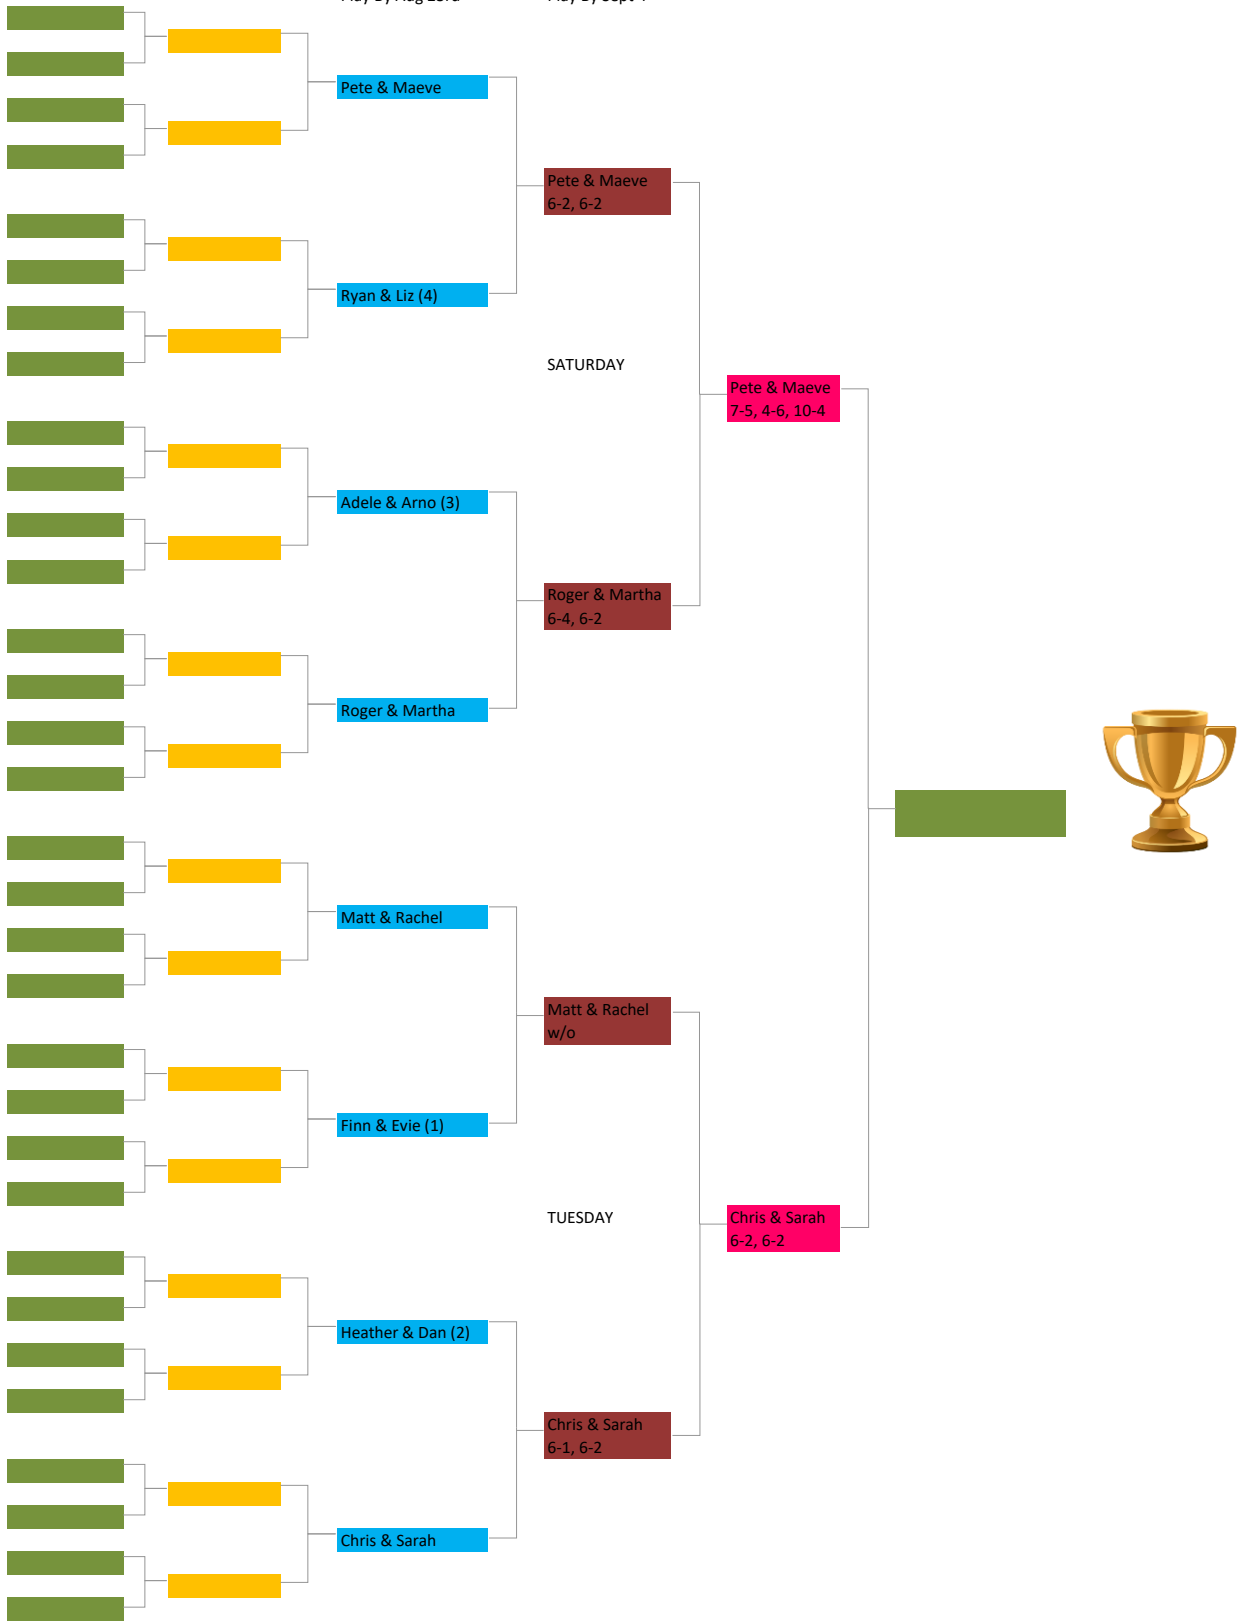 Pete & Maeve
Pete & Maeve
6-2, 6-2
Ryan & Liz (4)
SATURDAY
Pete & Maeve
7-5, 4-6, 10-4
Adele & Arno (3)
Roger & Martha
6-4, 6-2
Roger & Martha
Matt & Rachel
Matt & Rachel
w/o
Finn & Evie (1)
TUESDAY
Chris & Sarah
6-2, 6-2
Heather & Dan (2)
Chris & Sarah
6-1, 6-2
Chris & Sarah